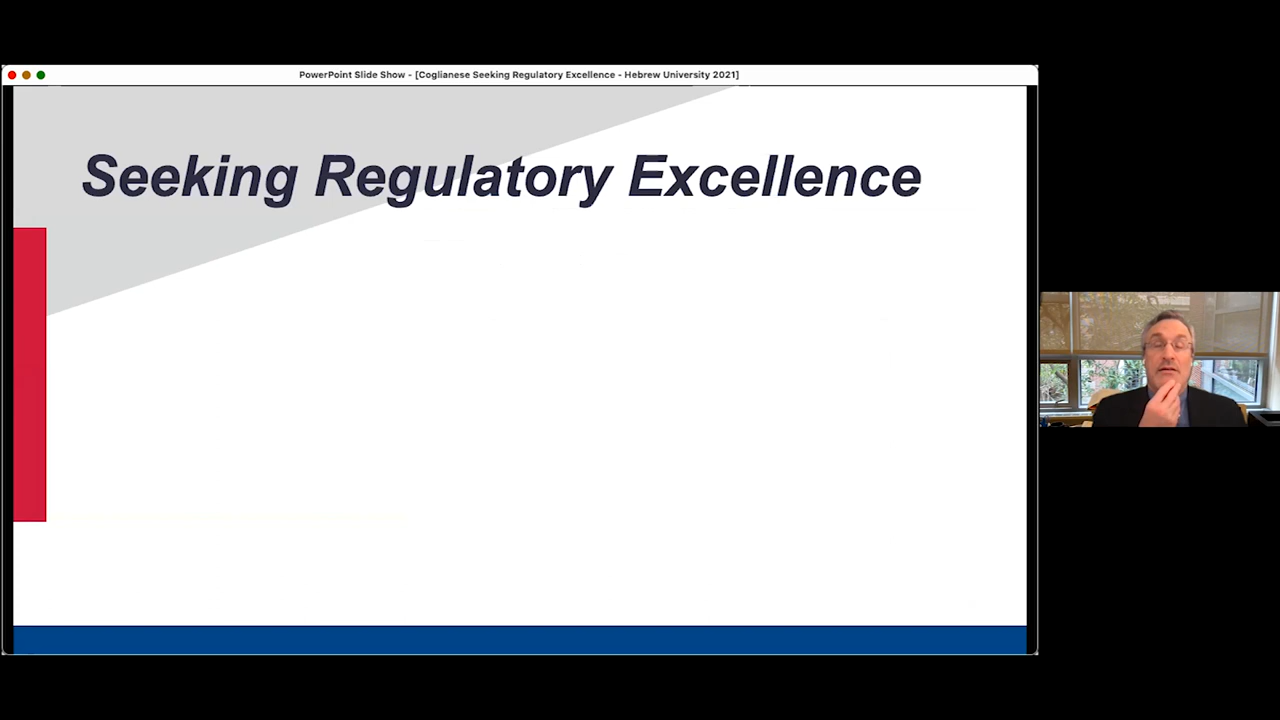 PowerPoint Slide Show - [Coglianese Seeking Regulatory Excellence - Hebrew University 2021]
Seeking Regulatory Excellence